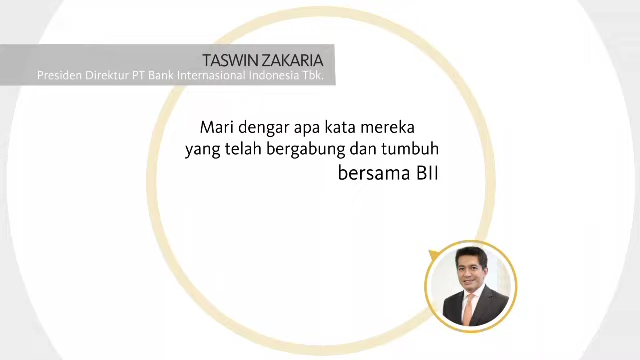 TASWIN ZAKARIA
Presiden Direktur PT Bank Internasional Indonesia Tbk.
Mari dengar apa kata mereka
yang telah bergabung dan tumbuh
bersama BII